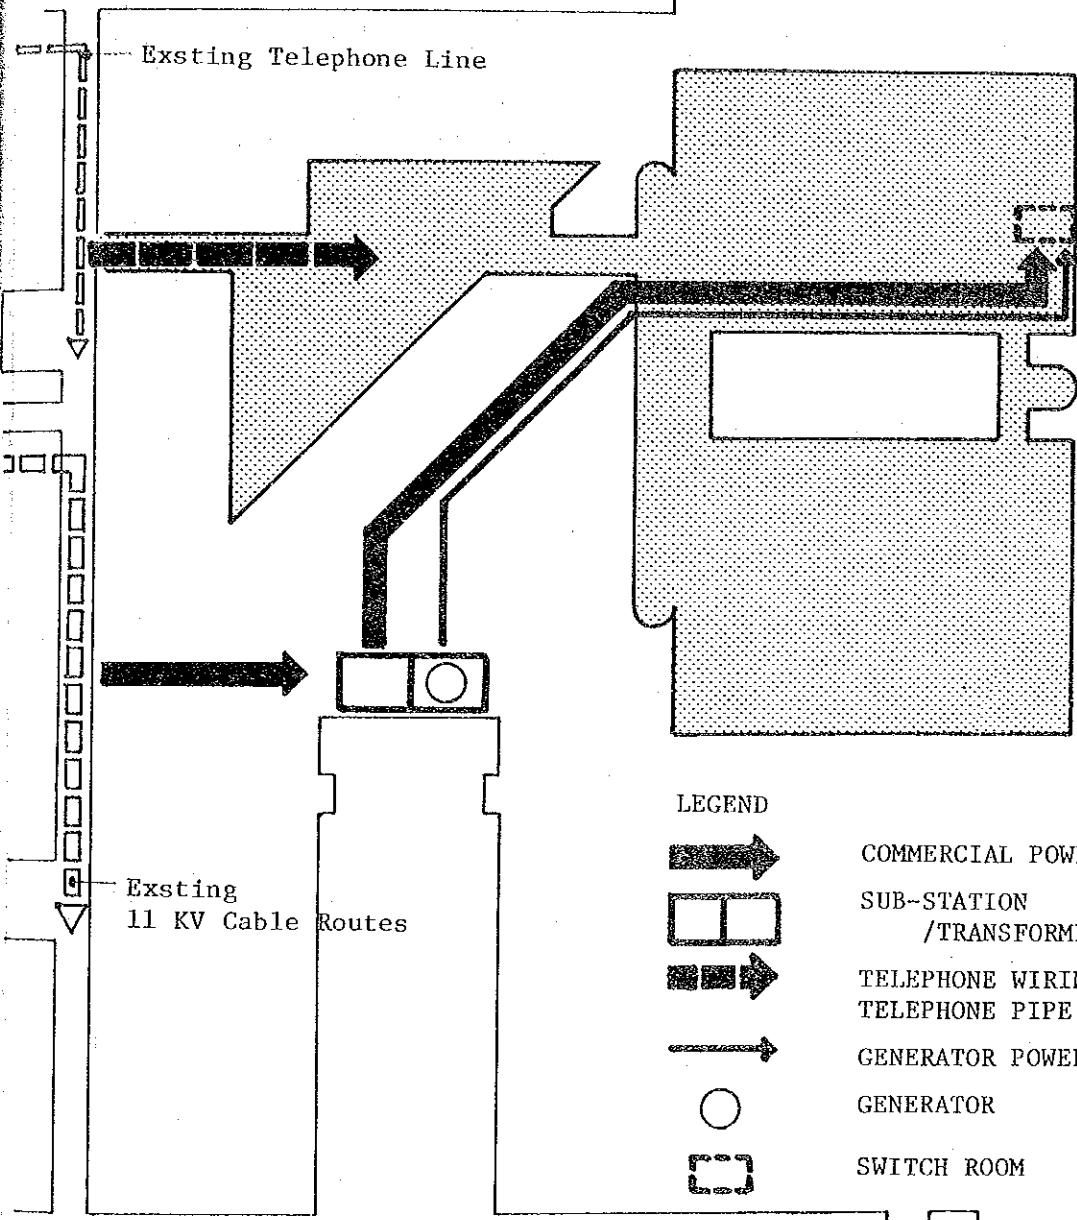 Exsting Telephone Line
Exsting
11 KV Cable Routes
LEGEND
COMMERCIAL POW
SUB-STATION
/TRANSFORM
TELEPHONE WIRIN
TELEPHONE PIPE
GENERATOR POWE
GENERATOR
SWITCH ROOM